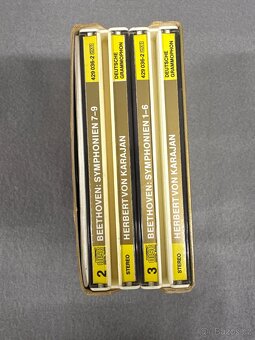 2 BEETHOVEN: SYMPHONIEN 7-9 429 036-2
STEREO HERBERT VON KARAJAN DEUTSCHE GRAMMOPHON
3 BEETHOVEN: SYMPHONIEN 1-6 429 036-2
STEREO HERBERT VON KARAJAN DEUTSCHE GRAMMOPHON